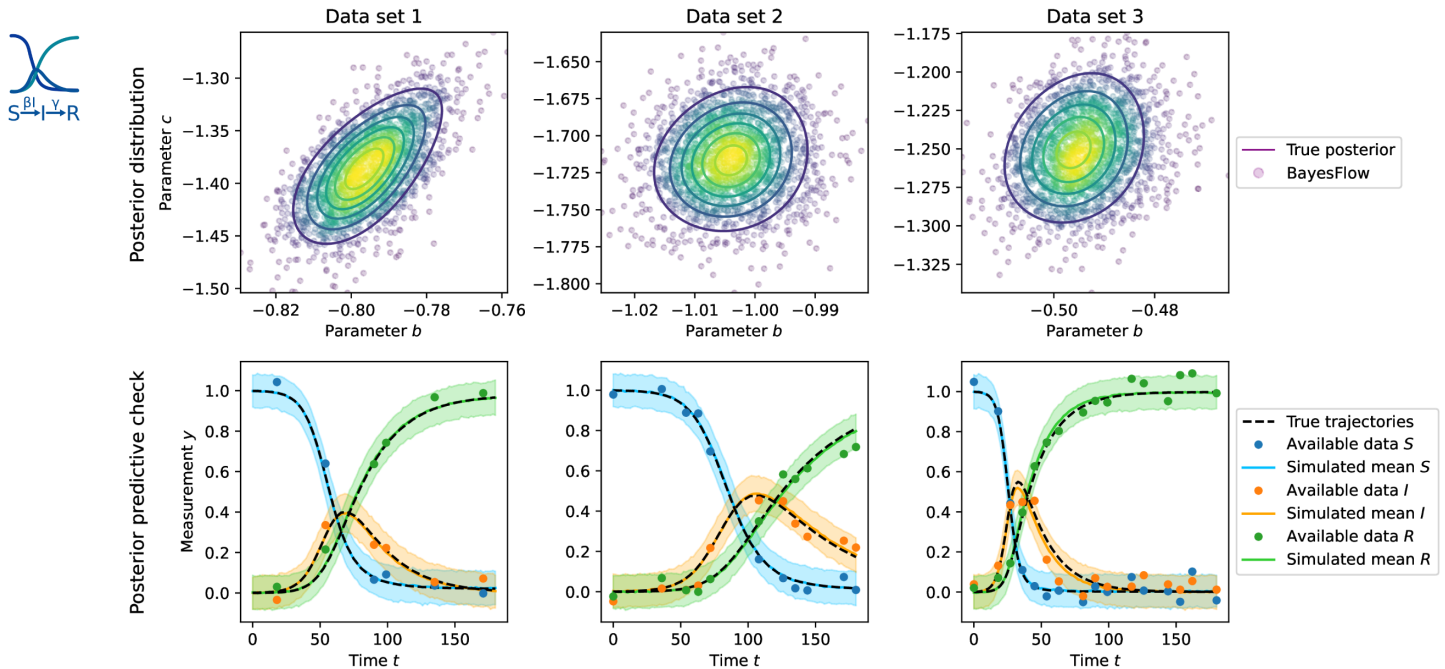 Data set 1
Data set 2
Data set 3
βI γ
S→I→R
Posterior distribution
Parameter c
−1.30
−1.35
−1.40
−1.45
−1.50
−0.82
−0.80
−0.78
−0.76
Parameter b
−1.650
−1.675
−1.700
−1.725
−1.750
−1.775
−1.800
−1.02
−1.01
−1.00
−0.99
Parameter b
−1.175
−1.200
−1.225
−1.250
−1.275
−1.300
−1.325
−0.50
−0.48
Parameter b
True posterior
BayesFlow
Posterior predictive check
Measurement y
1.0
0.8
0.6
0.4
0.2
0.0
0
50
100
150
Time t
1.0
0.8
0.6
0.4
0.2
0.0
0
50
100
150
Time t
1.0
0.8
0.6
0.4
0.2
0.0
0
50
100
150
Time t
True trajectories
Available data S
Simulated mean S
Available data I
Simulated mean I
Available data R
Simulated mean R